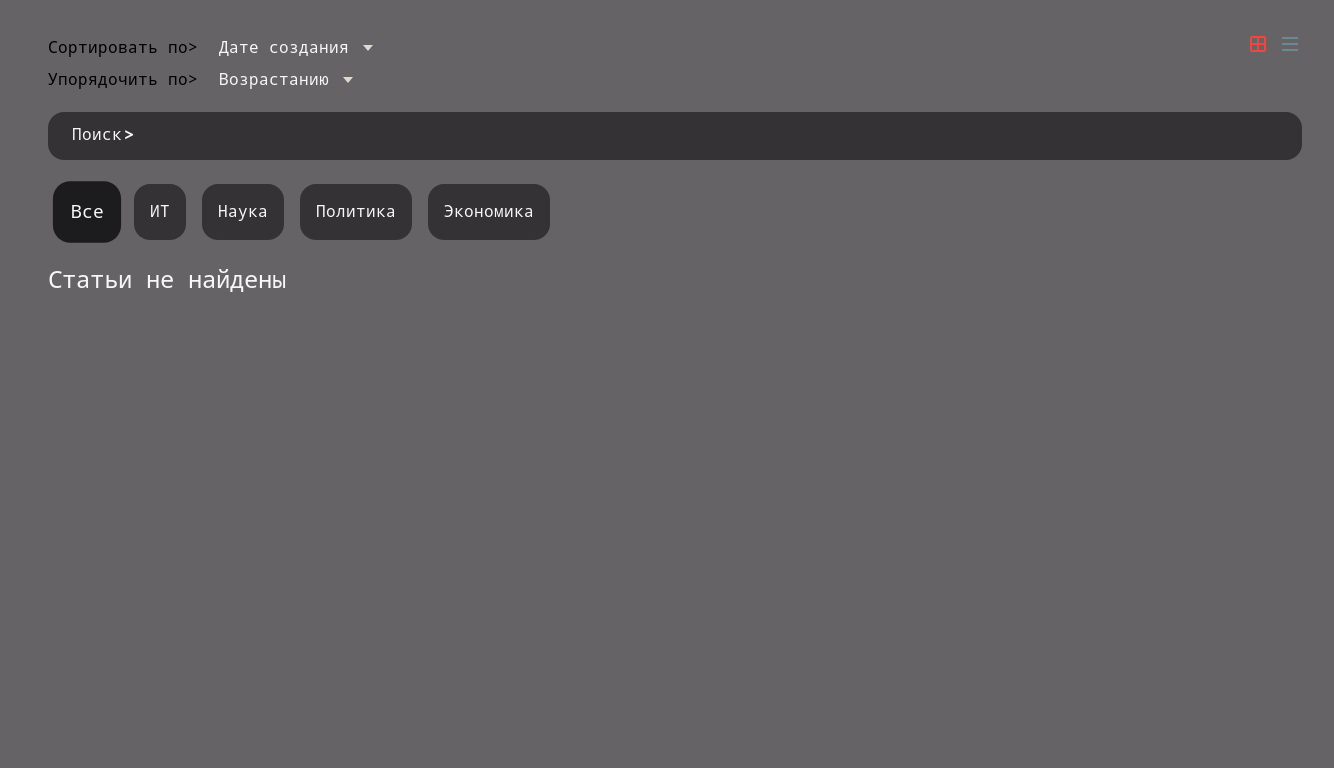 Сортировать по> Дате создания
Упорядочить по> Возрастанию
Поиск>
Все ИТ Наука Политика Экономика
Статьи не найдены